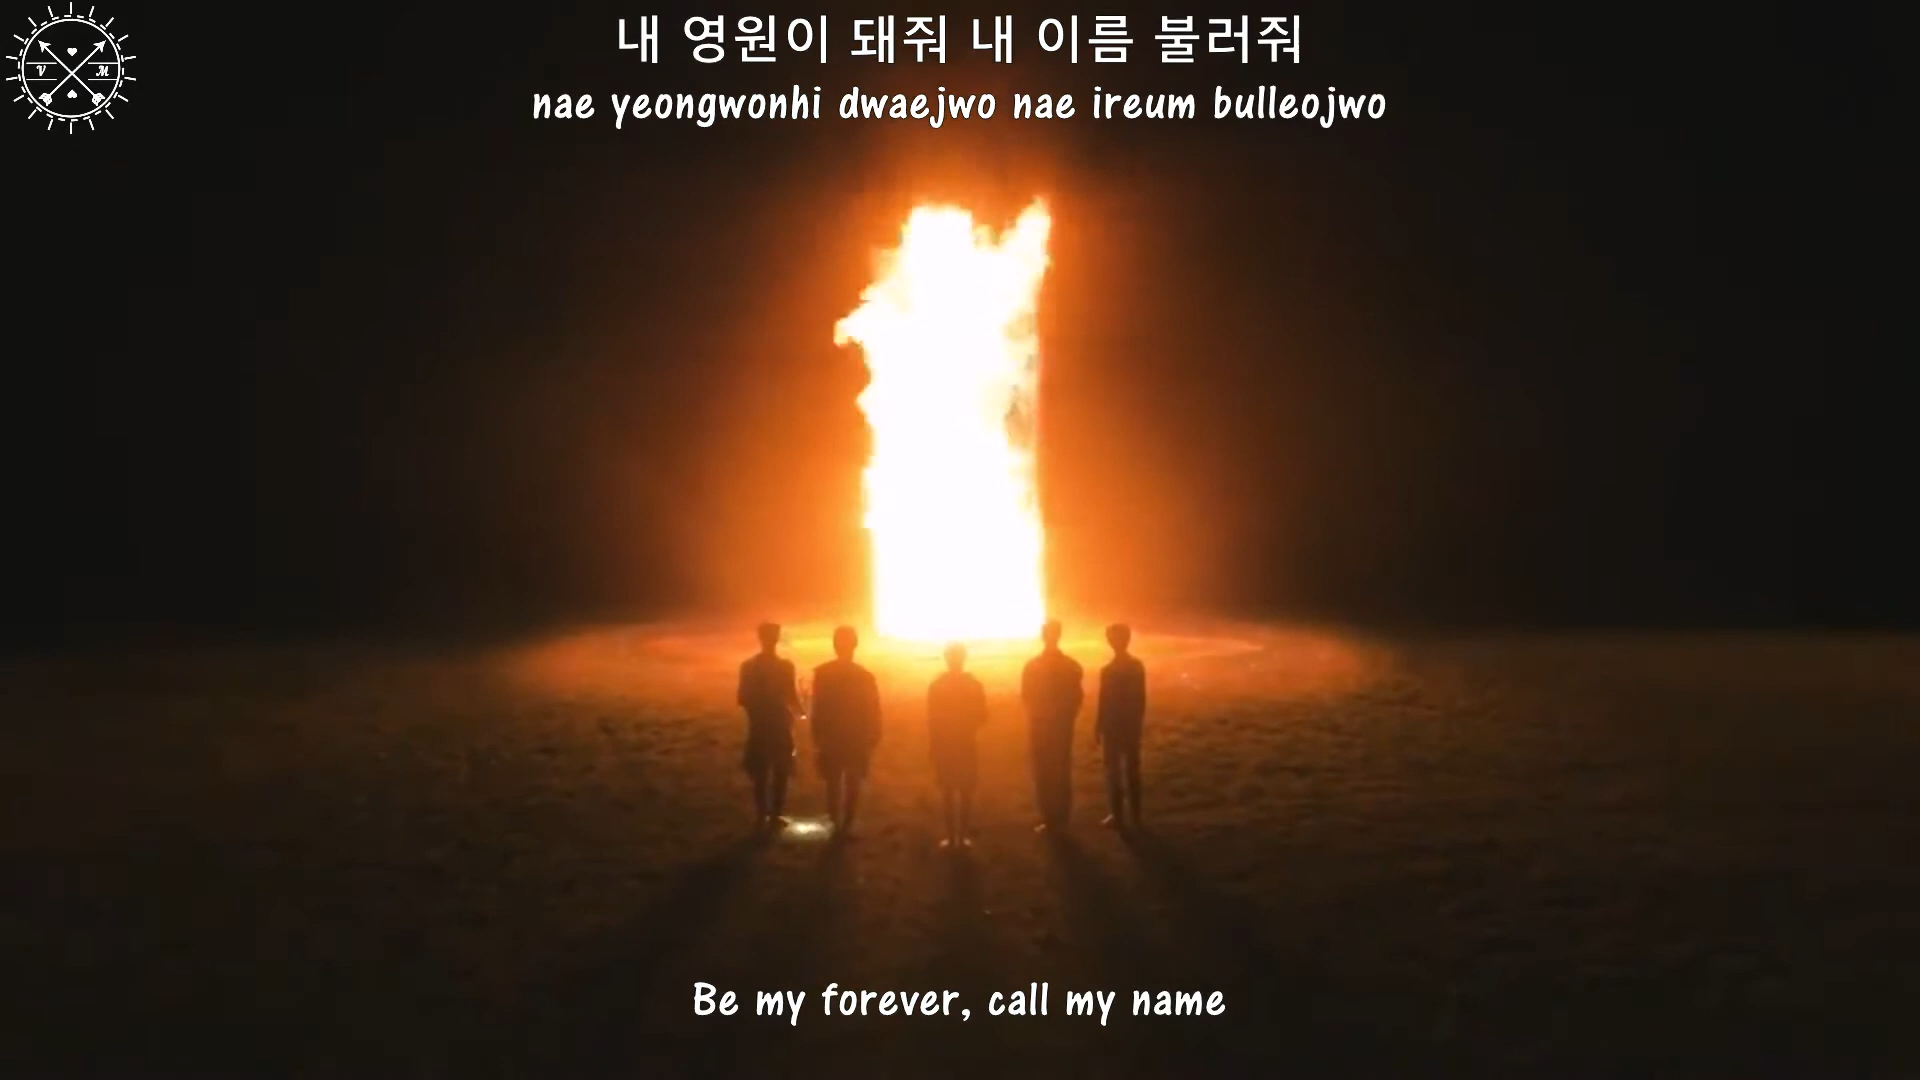 내 영원이 돼줘 내 이름 불러줘
nae yeongwonhi dwaejwo nae ireum bulleojwo
V M
Be my forever, call my name